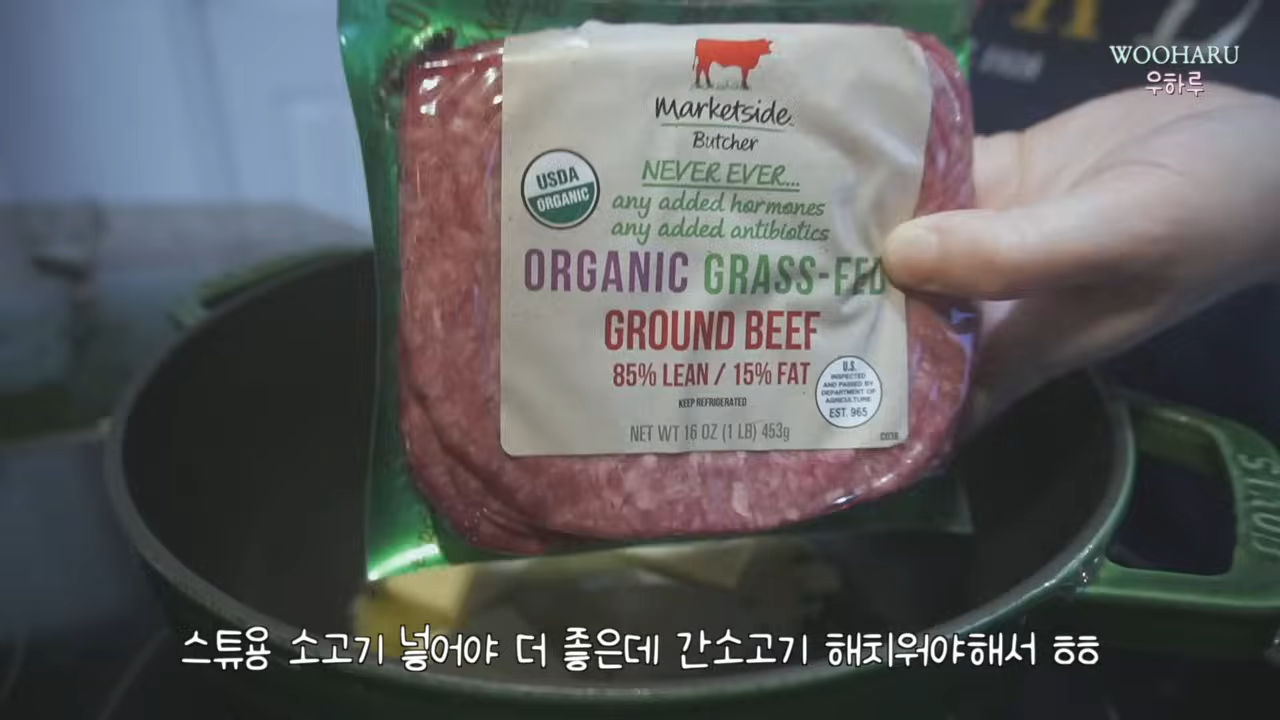 WOOHARU
우하루
Marketside
Butcher
NEVER EVER...
any added hormones
any added antibiotics
USDA
ORGANIC
ORGANIC GRASS-FED
GROUND BEEF
85% LEAN / 15% FAT
KEEP REFRIGERATED
NET WT 16 OZ (1 LB) 453g
U.S.
INSPECTED
AND PASSED BY
DEPARTMENT OF
AGRICULTURE
EST. 965
STAUB
스튜용 소고기 넣어야 더 좋은데 간소고기 해치워야해서 ㅎㅎ